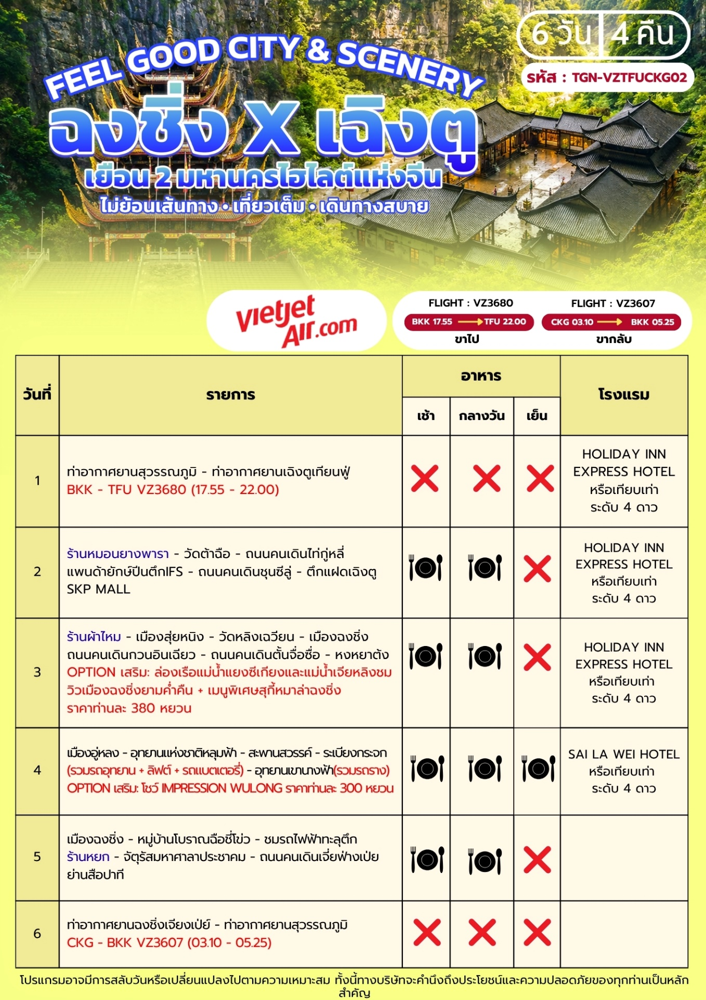 6 วัน 4 คืน
รหัส : TGN-VZTFUCKG02
FEEL GOOD CITY & SCENERY
ฉงชิ่ง X เฉิงตู
เยือน 2 มหานครไฮไลต์แห่งจีน
ไม่ย้อนเส้นทาง • เที่ยวเต็ม • เดินทางสบาย
vietjet Air.com
FLIGHT : VZ3680
BKK 17.55 TFU 22.00
ขาไป
FLIGHT : VZ3607
CKG 03.10 BKK 05.25
ขากลับ
วันที่ รายการ อาหาร โรงแรม
เช้า กลางวัน เย็น
1
ท่าอากาศยานสุวรรณภูมิ - ท่าอากาศยานเฉิงตูเทียนฟู่
BKK - TFU VZ3680 (17.55 - 22.00)
HOLIDAY INN
EXPRESS HOTEL
หรือเทียบเท่า
ระดับ 4 ดาว
2
ร้านหมอนยางพารา - วัดต้าฉือ - ถนนคนเดินไท่กู่หลี่
แพนด้ายักษ์ปีนตึกIFS - ถนนคนเดินชุนซีลู่ - ตึกแฝดเฉิงตู
SKP MALL
HOLIDAY INN
EXPRESS HOTEL
หรือเทียบเท่า
ระดับ 4 ดาว
3
ร้านผ้าไหม - เมืองสุ่ยหนิง - วัดหลิงเฉวียน - เมืองฉงชิ่ง
ถนนคนเดินกวนอินเฉียว - ถนนคนเดินตั้นจื่อซื่อ - หงหยาต้ง
OPTION เสริม: ล่องเรือแม่น้ำแยงซีเกียงและแม่น้ำเจียหลิงชม
วิวเมืองฉงชิ่งยามค่ำคืน + เมนูพิเศษสุกี้หมาล่าฉงชิ่ง
ราคาท่านละ 380 หยวน
HOLIDAY INN
EXPRESS HOTEL
หรือเทียบเท่า
ระดับ 4 ดาว
4
เมืองอู่หลง - อุทยานแห่งชาติหลุมฟ้า - สะพานสวรรค์ - ระเบียงกระจก
(รวมรถอุทยาน + ลิฟต์ + รถแบตเตอรี่) - อุทยานเขานางฟ้า(รวมรถราง)
OPTION เสริม: โชว์ IMPRESSION WULONG ราคาท่านละ 300 หยวน
SAI LA WEI HOTEL
หรือเทียบเท่า
ระดับ 4 ดาว
5
เมืองฉงชิ่ง - หมู่บ้านโบราณฉือชี่โข่ว - ชมรถไฟฟ้าทะลุตึก
ร้านหยก - จัตุรัสมหาศาลาประชาคม - ถนนคนเดินเจี่ยฟ่างเป่ย
ย่านสือปาที
6
ท่าอากาศยานฉงชิ่งเจียงเป่ย์ - ท่าอากาศยานสุวรรณภูมิ
CKG - BKK VZ3607 (03.10 - 05.25)
โปรแกรมอาจมีการสลับวันหรือเปลี่ยนแปลงไปตามความเหมาะสม ทั้งนี้ทางบริษัทจะคำนึงถึงประโยชน์และความปลอดภัยของทุกท่านเป็นหลัก
สำคัญ